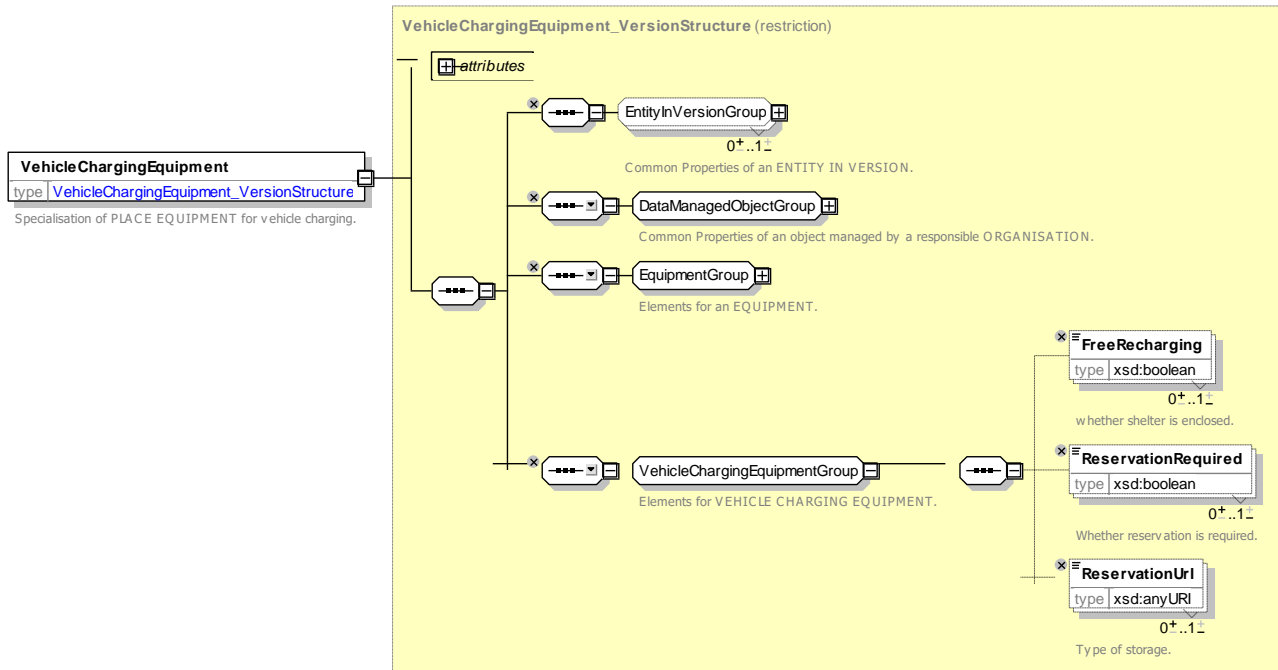 VehicleChargingEquipment_VersionStructure (restriction)
attributes
EntityInVersionGroup
0..1
Common Properties of an ENTITY IN VERSION.
VehicleChargingEquipment
type VehicleChargingEquipment_VersionStructure
Specialisation of PLACE EQUIPMENT for vehicle charging.
DataManagedObjectGroup
Common Properties of an object managed by a responsible ORGANISATION.
EquipmentGroup
Elements for an EQUIPMENT.
FreeRecharging
type xsd:boolean
0..1
whether shelter is enclosed.
VehicleChargingEquipmentGroup
Elements for VEHICLE CHARGING EQUIPMENT.
ReservationRequired
type xsd:boolean
0..1
Whether reservation is required.
ReservationUrl
type xsd:anyURI
0..1
Type of storage.